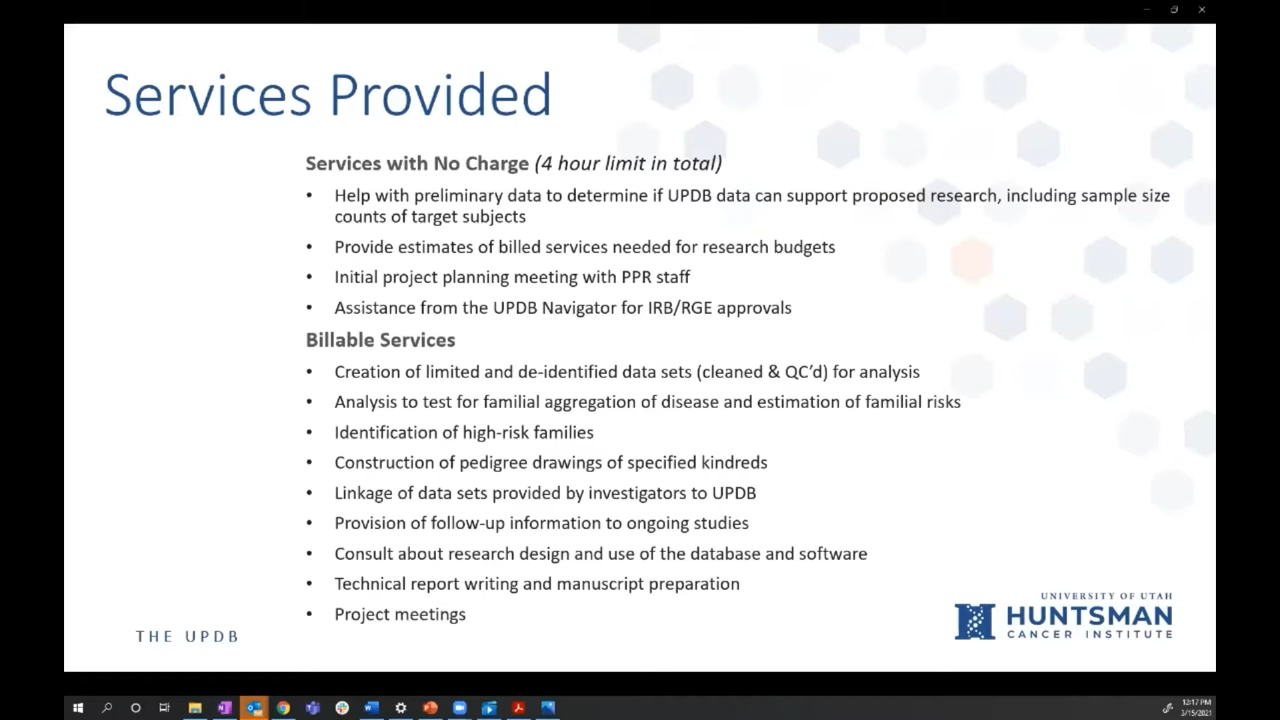 Services Provided
Services with No Charge (4 hour limit in total)
• Help with preliminary data to determine if UPDB data can support proposed research, including sample size
counts of target subjects
• Provide estimates of billed services needed for research budgets
• Initial project planning meeting with PPR staff
• Assistance from the UPDB Navigator for IRB/RGE approvals
Billable Services
• Creation of limited and de-identified data sets (cleaned & QC’d) for analysis
• Analysis to test for familial aggregation of disease and estimation of familial risks
• Identification of high-risk families
• Construction of pedigree drawings of specified kindreds
• Linkage of data sets provided by investigators to UPDB
• Provision of follow-up information to ongoing studies
• Consult about research design and use of the database and software
• Technical report writing and manuscript preparation
• Project meetings
THE UPDB
UNIVERSITY OF UTAH
HUNTSMAN
CANCER INSTITUTE
12:17 PM
3/15/2021